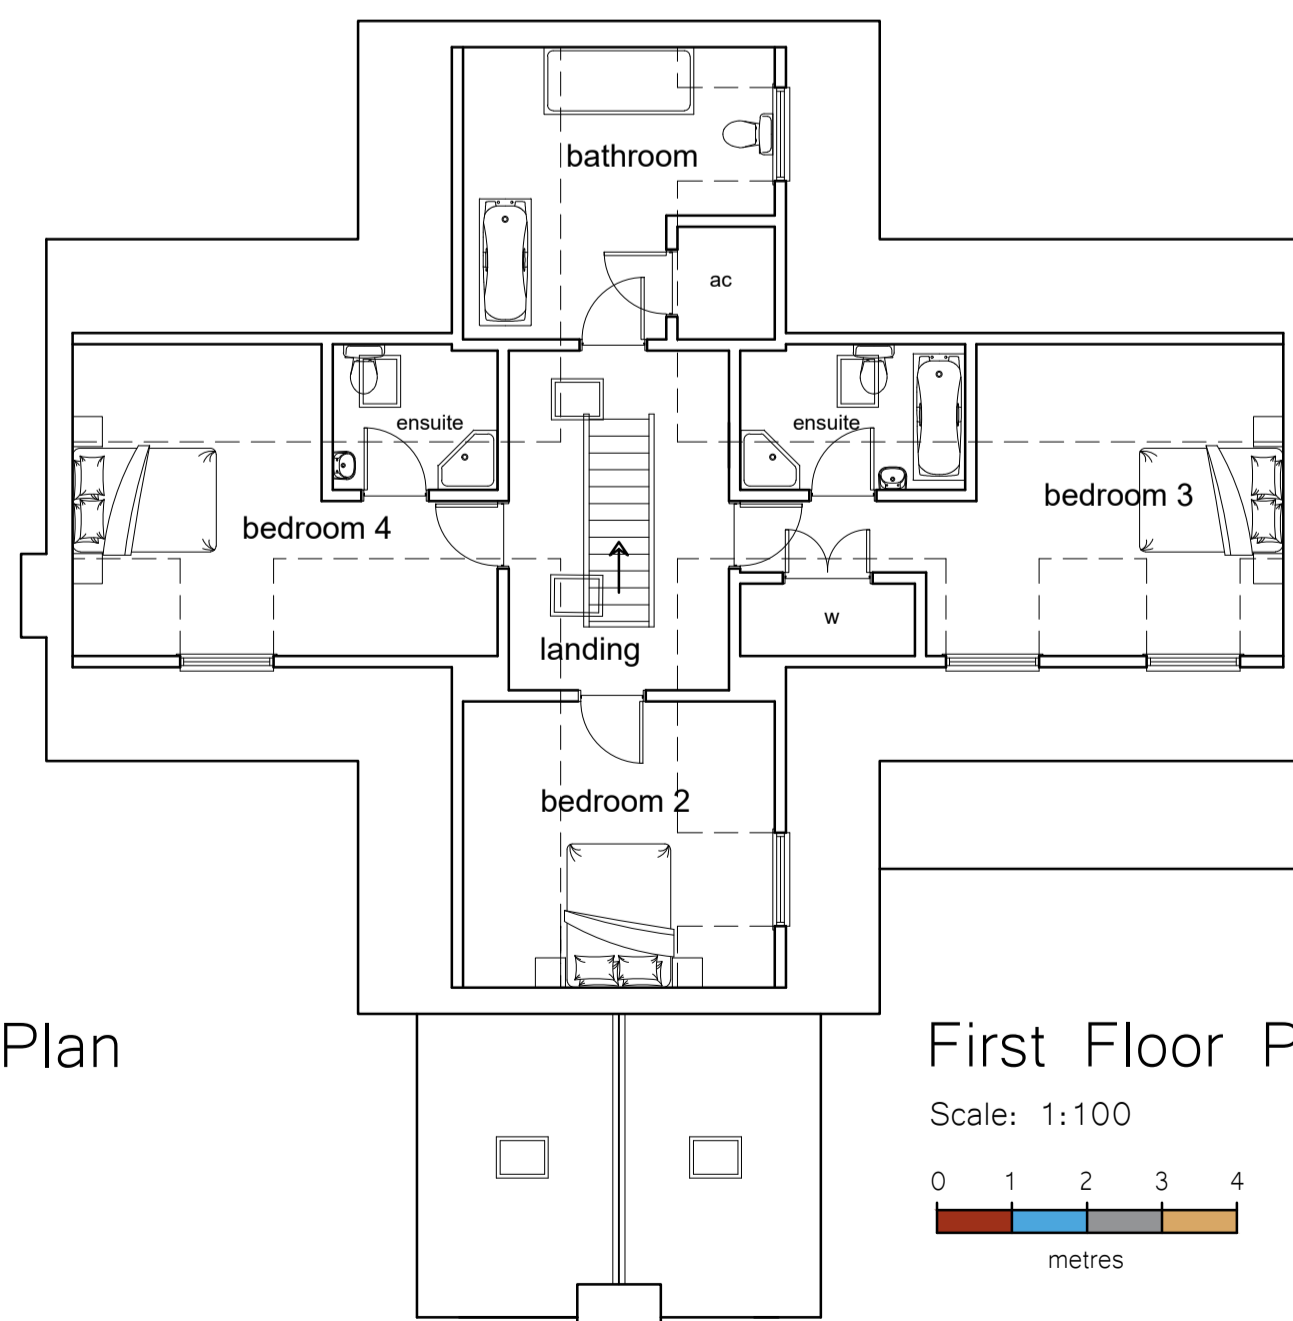 bathroom
ac
ensuite
ensuite
bedroom 4
bedroom 3
w
landing
bedroom 2
Plan
First Floor P
Scale: 1:100
0 1 2 3 4
metres